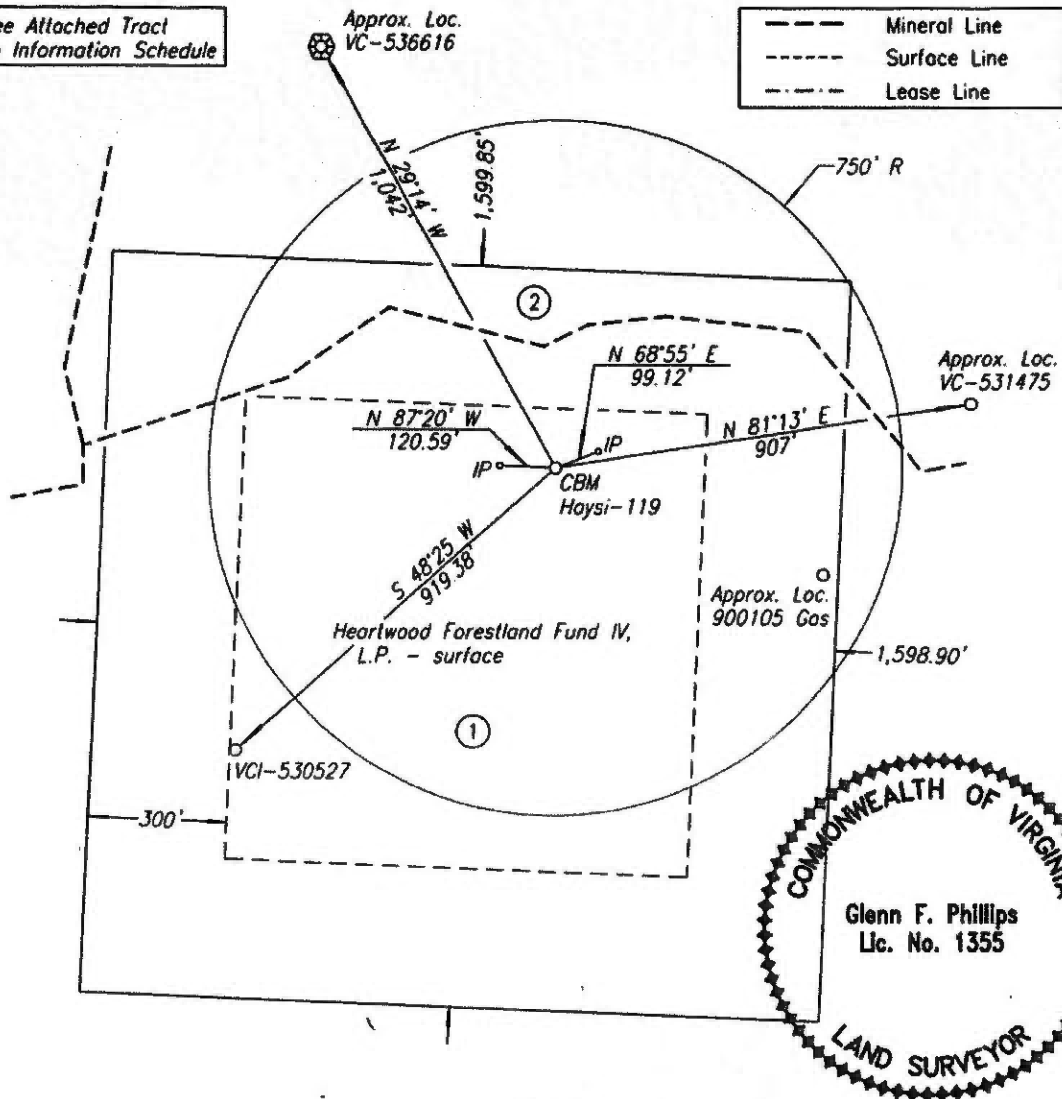 ee Attached Tract
Information Schedule
Approx. Loc.
VC-536616
Mineral Line
Surface Line
Lease Line
750' R
N 29°14' W
1,042'
1,599.85'
2
N 68°55' E
99.12'
Approx. Loc.
VC-531475
N 87°20' W
120.59'
N 81°13' E
907'
IP
IP
CBM
Haysi-119
S 48°25 W
919.38'
Approx. Loc.
900105 Gas
Heartwood Forestland Fund IV,
L.P. - surface
1,598.90'
1
VCI-530527
300'
COMMONWEALTH OF VIRGINIA
Glenn F. Phillips
Lic. No. 1355
LAND SURVEYOR